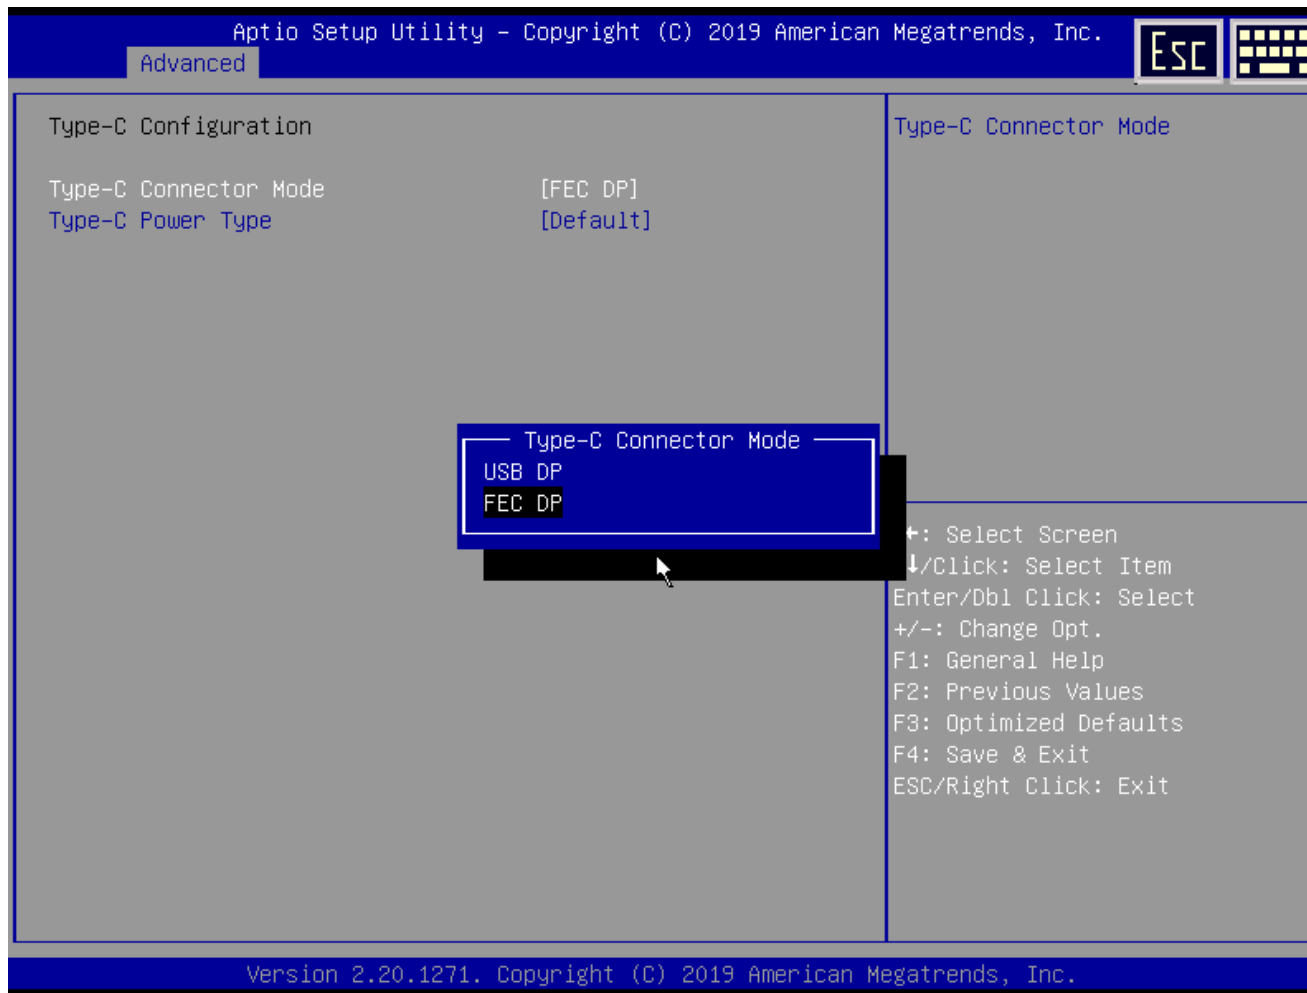 Aptio Setup Utility – Copyright (C) 2019 American Megatrends, Inc.
Esc
Advanced
Type-C Configuration
Type-C Connector Mode [FEC DP]
Type-C Power Type [Default]
Type-C Connector Mode
Type-C Connector Mode
USB DP
FEC DP
: Select Screen
/Click: Select Item
Enter/Dbl Click: Select
+/-: Change Opt.
F1: General Help
F2: Previous Values
F3: Optimized Defaults
F4: Save & Exit
ESC/Right Click: Exit
Version 2.20.1271. Copyright (C) 2019 American Megatrends, Inc.